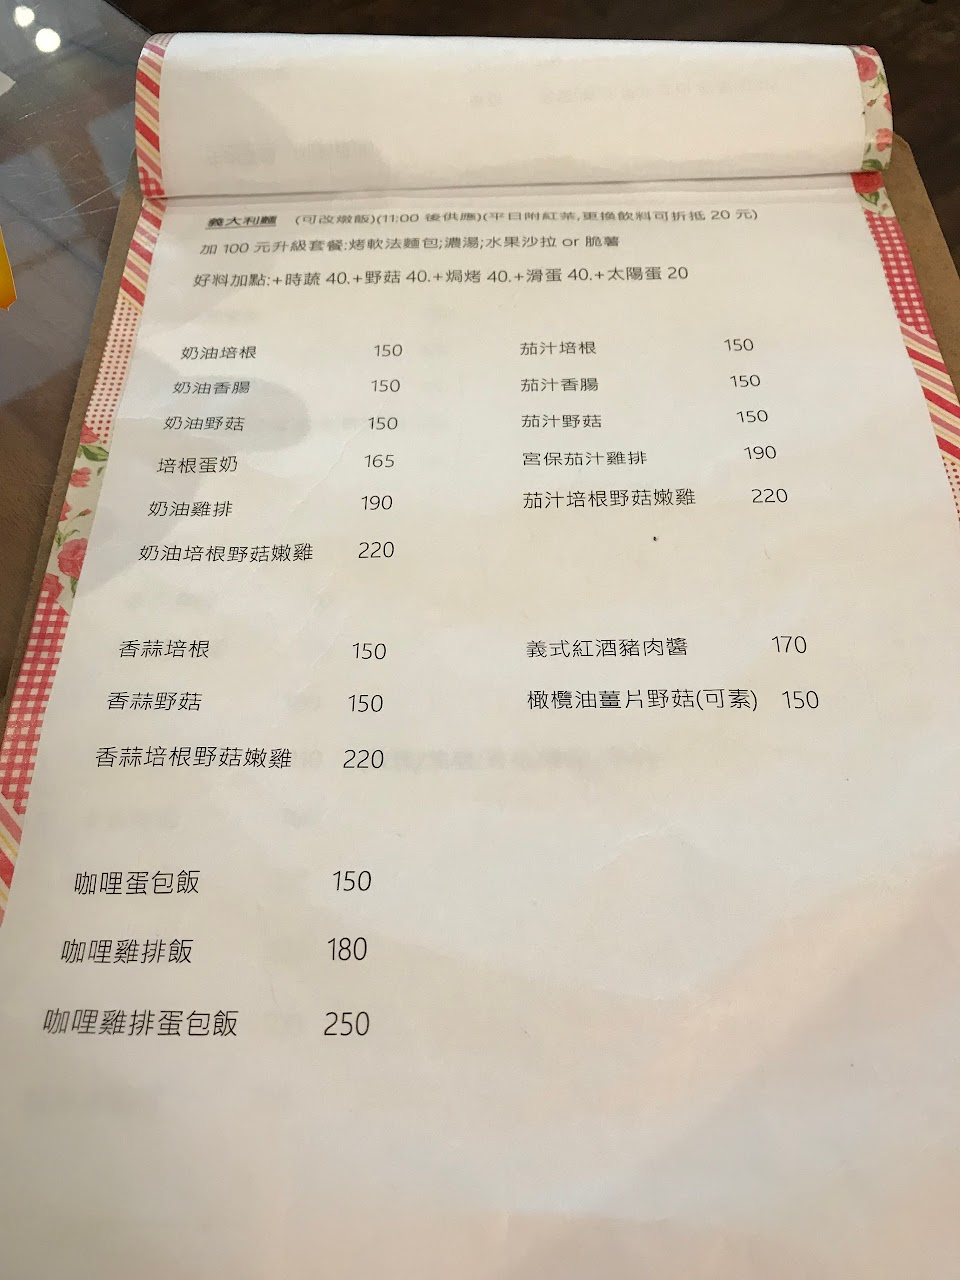 義大利麵 (可改燉飯)(11:00 後供應)(平日附紅茶,更換飲料可折抵 20 元)
加 100 元升級套餐:烤軟法麵包;濃湯;水果沙拉 or 脆薯
好料加點:+時蔬 40.+野菇 40.+焗烤 40.+滑蛋 40.+太陽蛋 20
奶油培根 150 茄汁培根 150
奶油香腸 150 茄汁香腸 150
奶油野菇 150 茄汁野菇 150
培根蛋奶 165 宮保茄汁雞排 190
奶油雞排 190 茄汁培根野菇嫩雞 220
奶油培根野菇嫩雞 220
香蒜培根 150 義式紅酒豬肉醬 170
香蒜野菇 150 橄欖油薑片野菇(可素) 150
香蒜培根野菇嫩雞 220
咖哩蛋包飯 150
咖哩雞排飯 180
咖哩雞排蛋包飯 250